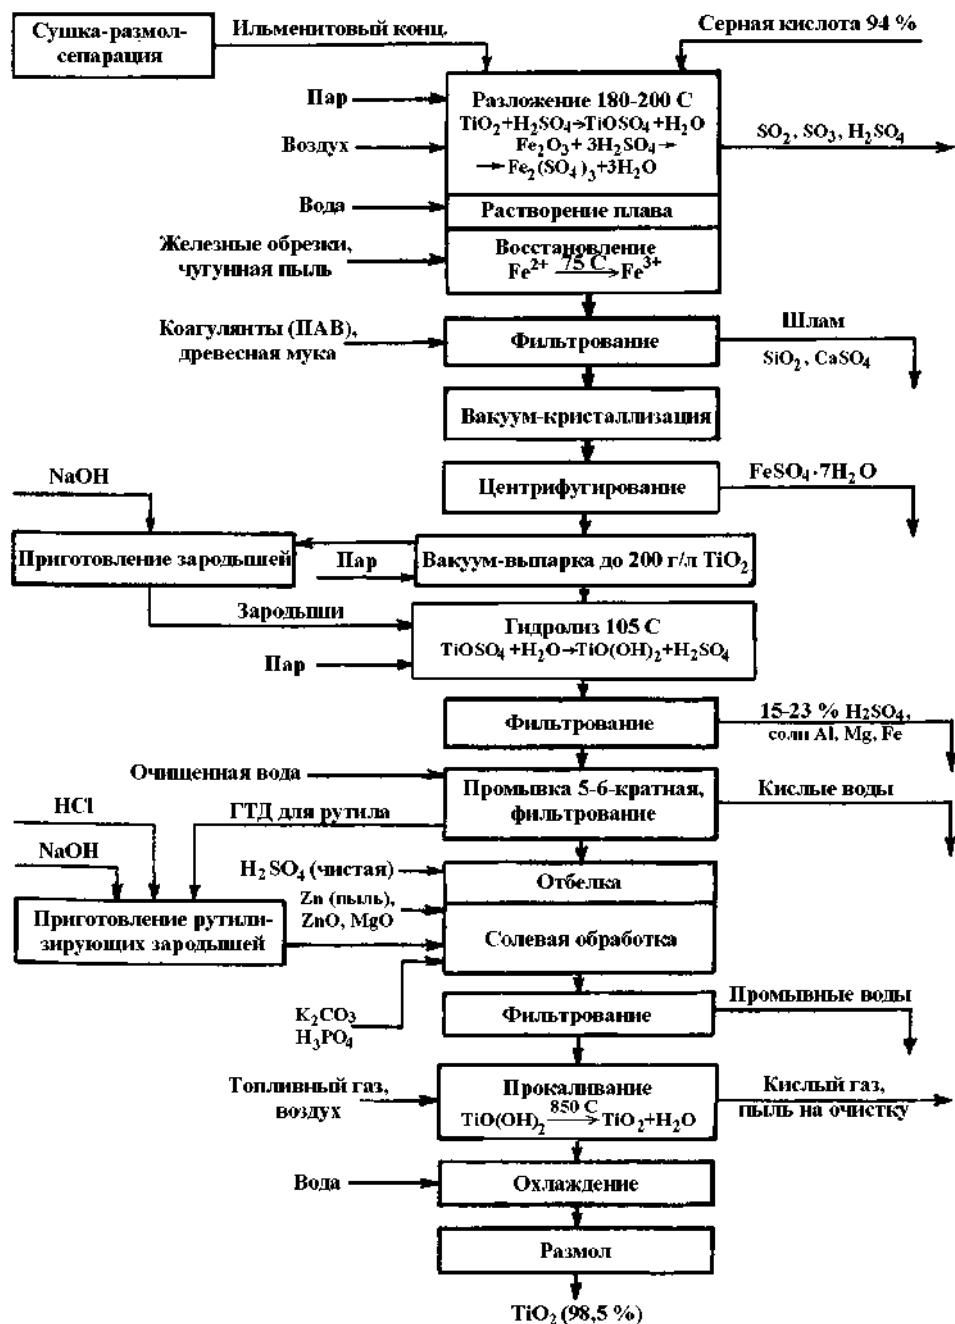 Сушка-размол-
сепарация
Ильменитовый конц.
Серная кислота 94 %
Пар
Воздух
Разложение 180-200 С
TiO₂+H₂SO₄→TiOSO₄+H₂O
Fe₂O₃+ 3H₂SO₄→
→Fe₂(SO₄)₃+3H₂O
SO₂, SO₃, H₂SO₄
Вода
Растворение плава
Железные обрезки,
чугунная пыль
Восстановление
Fe²⁺ 75 С → Fe³⁺
Коагулянты (ПАВ),
древесная мука
Фильтрование
Шлам
SiO₂, CaSO₄
Вакуум-кристаллизация
NaOH
Центрифугирование
FeSO₄·7H₂O
Приготовление зародышей
Пар
Вакуум-выпарка до 200 г/л TiO₂
Зародыши
Гидролиз 105 С
TiOSO₄+H₂O→TiO(OH)₂+H₂SO₄
Пар
Фильтрование
15-23 % H₂SO₄,
соли Al, Mg, Fe
Очищенная вода
Промывка 5-6-кратная,
фильтрование
Кислые воды
HCl
ГТД для рутила
NaOH
H₂SO₄ (чистая)
Отбелка
Zn (пыль),
ZnO, MgO
Приготовление рутили-
зирующих зародышей
Солевая обработка
K₂CO₃
H₃PO₄
Фильтрование
Промывные воды
Топливный газ,
воздух
Прокаливание
TiO(OH)₂ 850 С → TiO₂+H₂O
Кислый газ,
пыль на очистку
Вода
Охлаждение
Размол
TiO₂ (98,5 %)